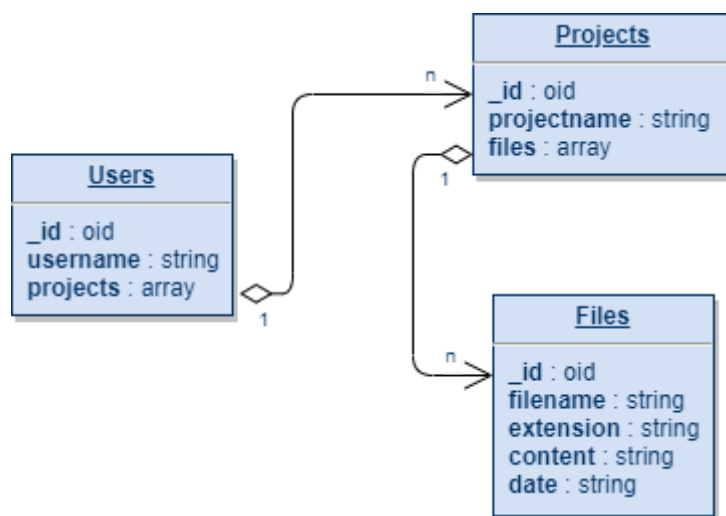 Projects
_id : oid
projectname : string
files : array
n
1
Users
_id : oid
username : string
projects : array
1
Files
n
_id : oid
filename : string
extension : string
content : string
date : string